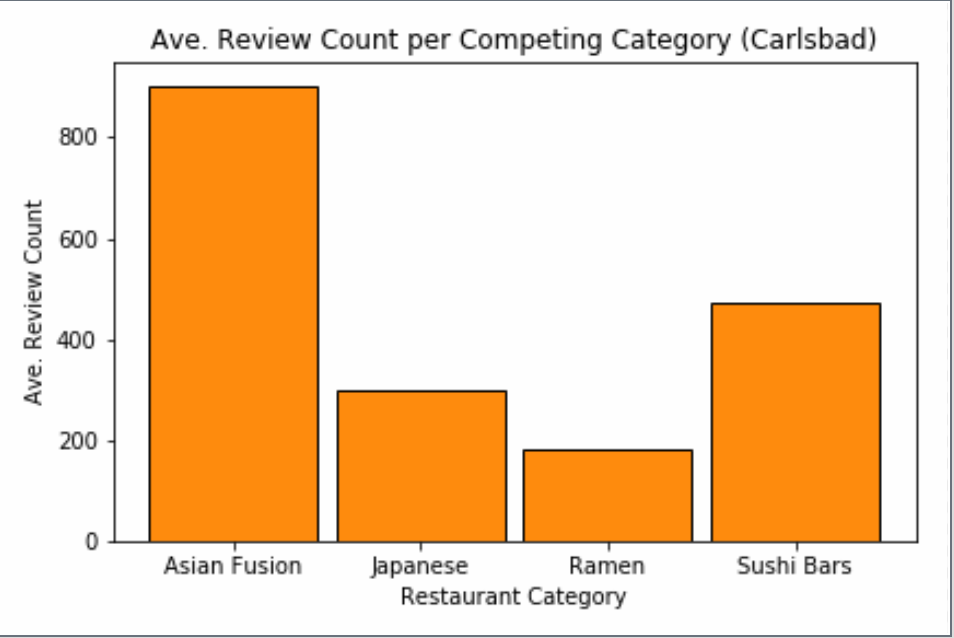 Ave. Review Count per Competing Category (Carlsbad)
Ave. Review Count
800
600
400
200
0
Asian Fusion Japanese Ramen Sushi Bars
Restaurant Category